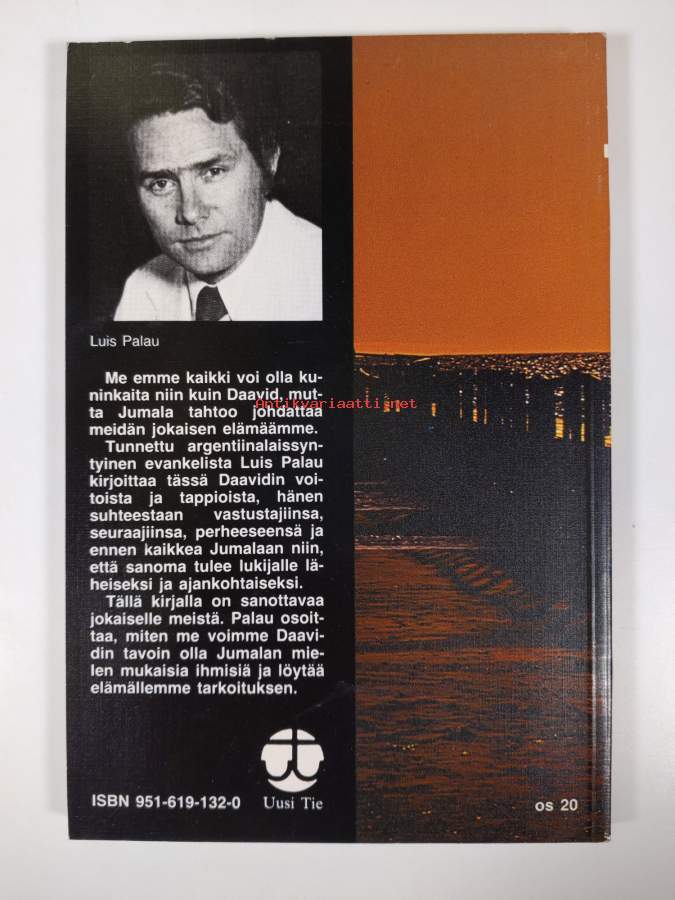 Luis Palau
Me emme kaikki voi olla ku-
ninkaita niin kuin Daavid, mut-
ta Jumala tahtoo johdattaa
meidän jokaisen elämäämme.
Tunnettu argentiinalaissyn-
tyinen evankelista Luis Palau
kirjoittaa tässä Daavidin voi-
toista ja tappioista, hänen
suhteestaan vastustajiinsa,
seuraajiinsa, perheeseensä ja
ennen kaikkea Jumalaan niin,
että sanoma tulee lukijalle lä-
heiseksi ja ajankohtaiseksi.
Tällä kirjalla on sanottavaa
jokaiselle meistä. Palau osoit-
taa, miten me voimme Daavi-
din tavoin olla Jumalan mie-
len mukaisia ihmisiä ja löytää
elämällemme tarkoituksen.
ISBN 951-619-132-0
Uusi Tie
os 20
Antikvariaatti.net